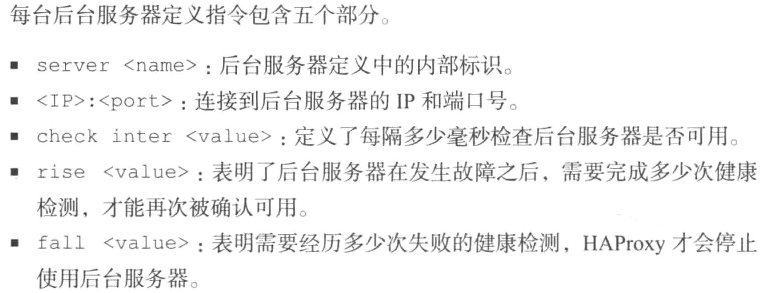 每台后台服务器定义指令包含五个部分。
■ server <name>：后台服务器定义中的内部标识。
■ <IP>:<port>：连接到后台服务器的 IP 和端口号。
■ check inter <value>：定义了每隔多少毫秒检查后台服务器是否可用。
■ rise <value>：表明了后台服务器在发生故障之后，需要完成多少次健康
检测，才能再次被确认可用。
■ fall <value>：表明需要经历多少次失败的健康检测，HAProxy 才会停止
使用后台服务器。